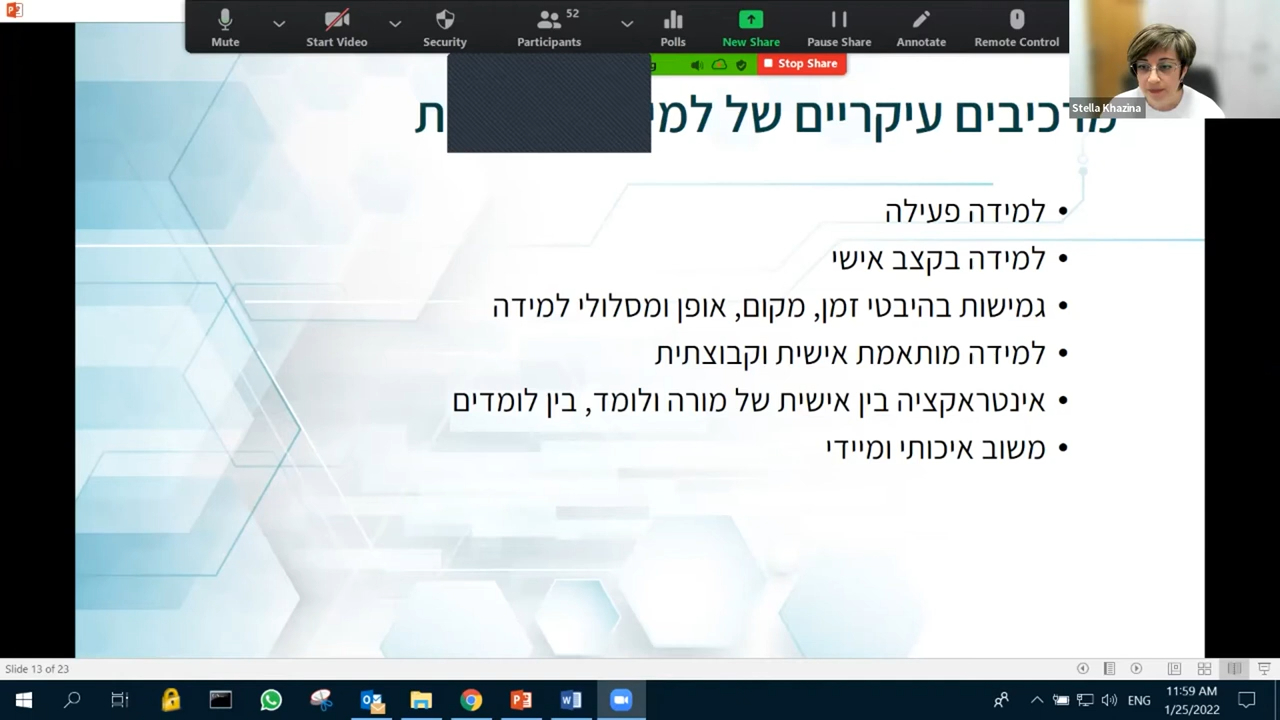 52
Mute
Start Video
Security
Participants
Polls
New Share
Pause Share
Annotate
Remote Control
Stop Share
Stella Khazina
מרכיבים עיקריים של
• למידה פעילה
• למידה בקצב אישי
• גמישות בהיבטי זמן, מקום, אופן ומסלולי למידה
• למידה מותאמת אישית וקבוצתית
• אינטראקציה בין אישית של מורה ולומד, בין לומדים
• משוב איכותי ומיידי
Slide 13 of 23
ENG
11:59 AM
1/25/2022